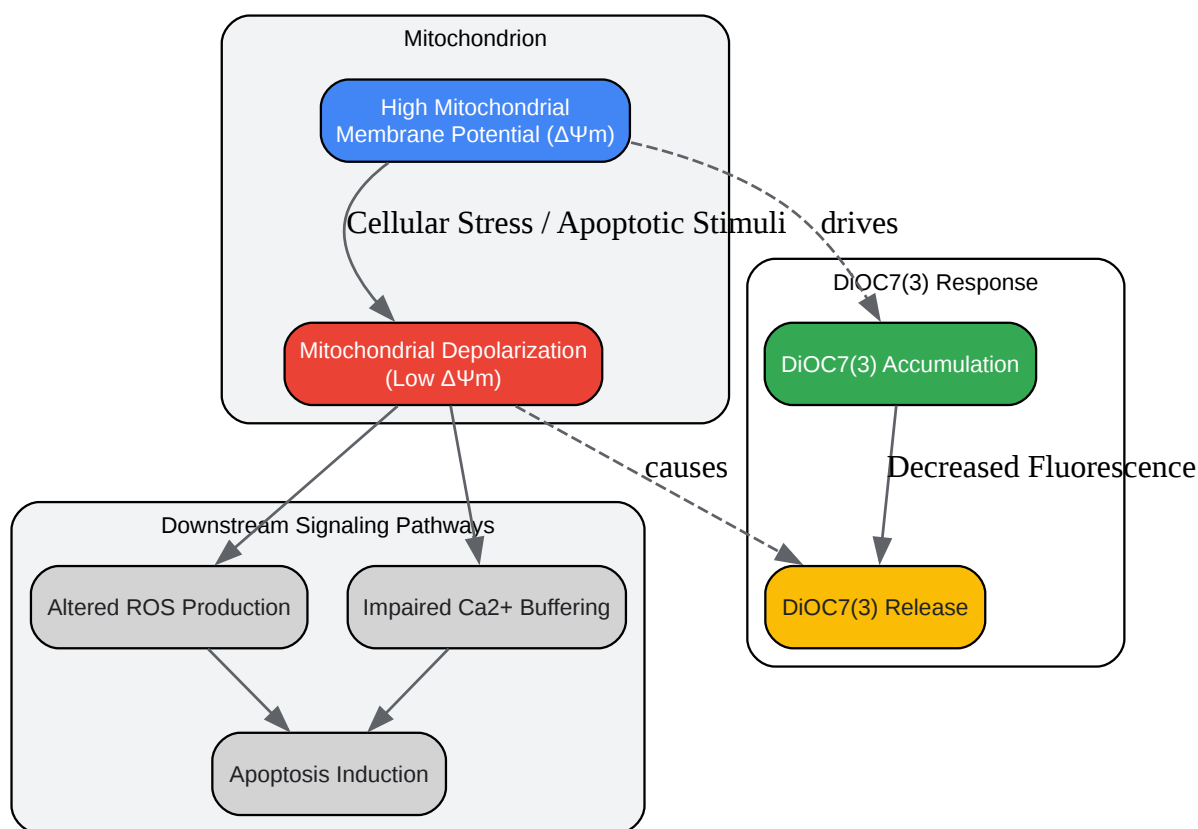 Mitochondrion
High Mitochondrial
Membrane Potential (ΔΨm)
Cellular Stress / Apoptotic Stimuli
drives
DiOC7(3) Response
Mitochondrial Depolarization
(Low ΔΨm)
DiOC7(3) Accumulation
causes
Decreased Fluorescence
Downstream Signaling Pathways
Altered ROS Production
Impaired Ca2+ Buffering
DiOC7(3) Release
Apoptosis Induction